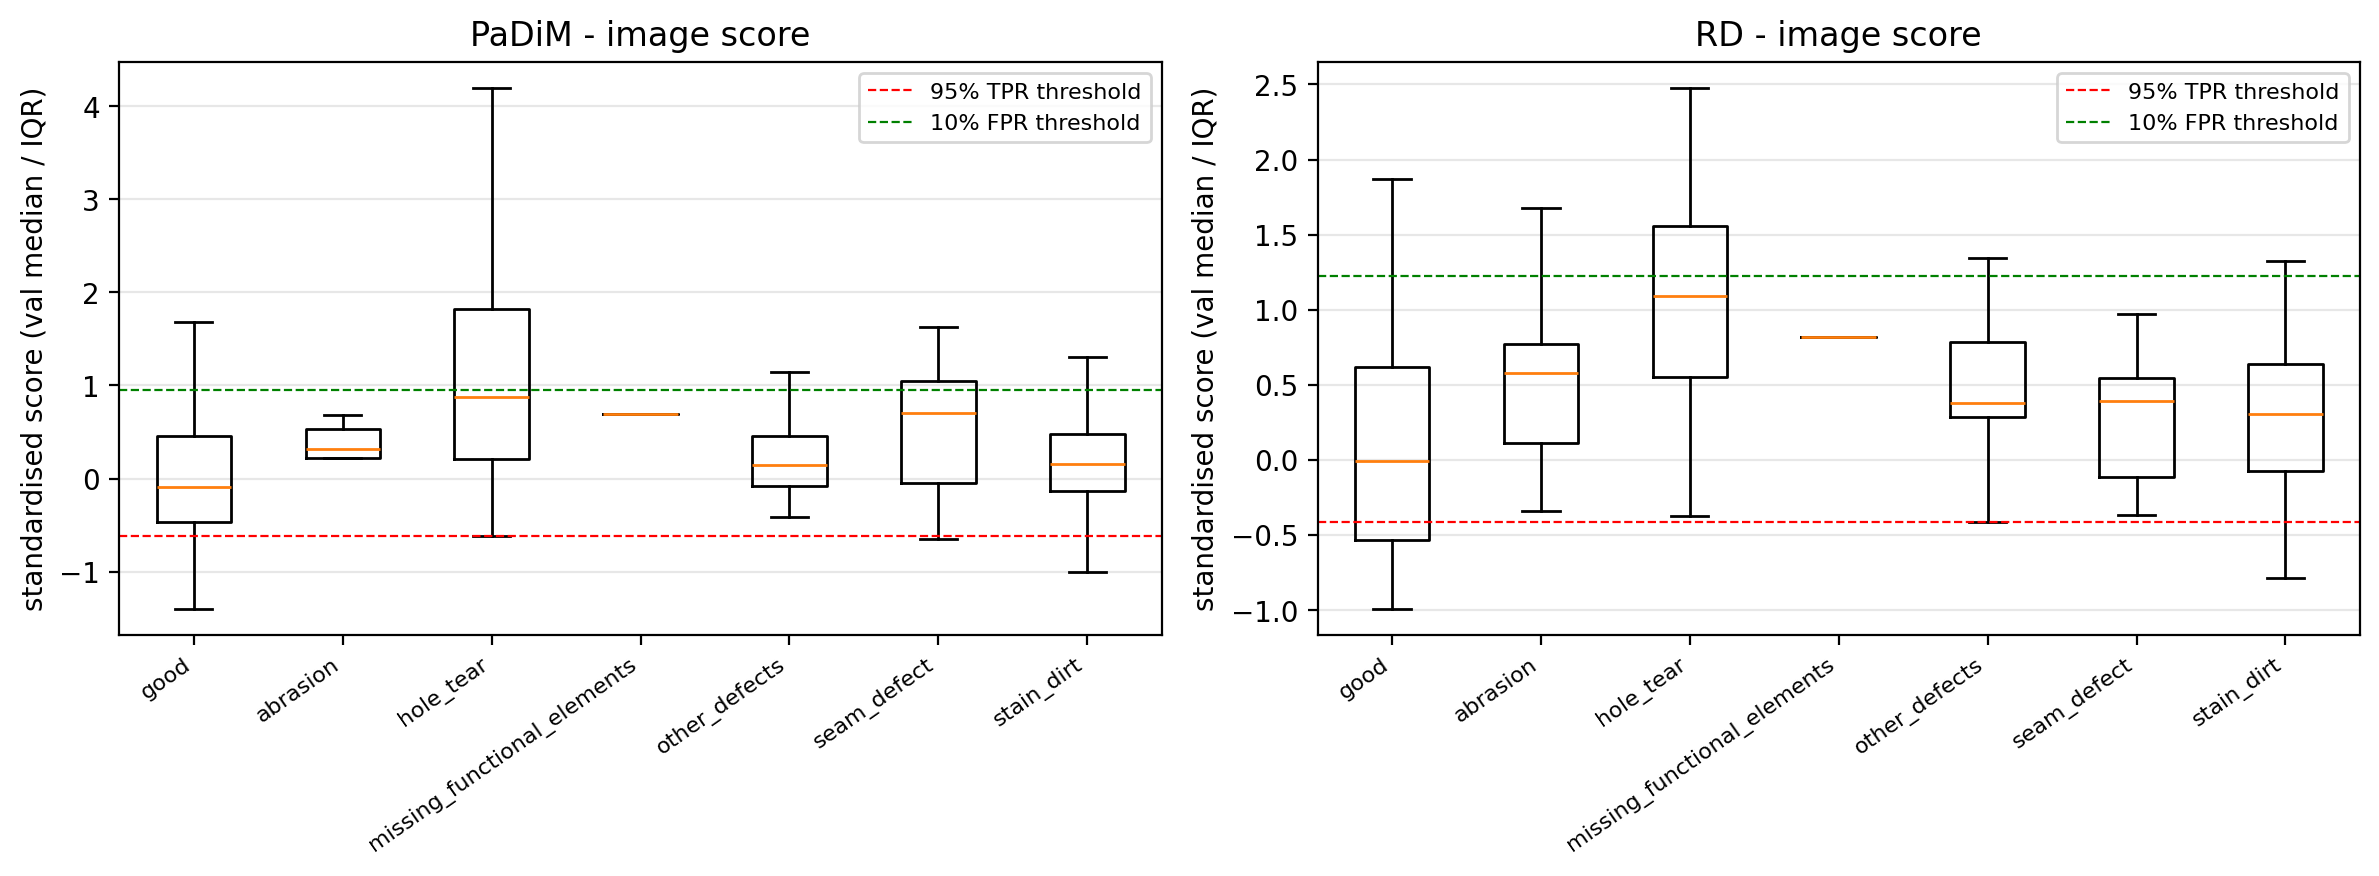 PaDiM - image score
standardised score (val median / IQR)
4
3
2
1
0
−1
95% TPR threshold
10% FPR threshold
good
abrasion
hole_tear
missing_functional_elements
other_defects
seam_defect
stain_dirt
RD - image score
standardised score (val median / IQR)
2.5
2.0
1.5
1.0
0.5
0.0
−0.5
−1.0
95% TPR threshold
10% FPR threshold
good
abrasion
hole_tear
missing_functional_elements
other_defects
seam_defect
stain_dirt